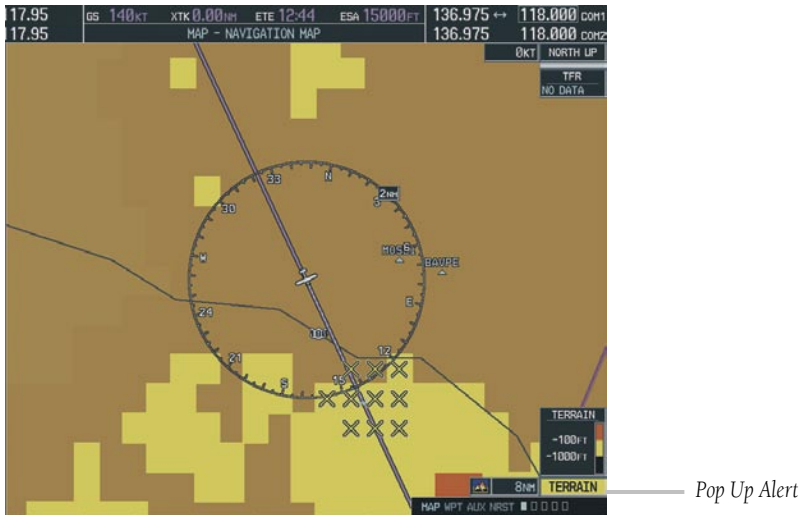 117.95 GS 140KT XTK 0.00NM ETE 12:44 ESA 15000FT 136.975 ↔ 118.000 COM1
117.95 MAP - NAVIGATION MAP 136.975 118.000 COM2
0KT NORTH UP
TFR
NO DATA
N
33
2NM
3
30
6
BAVPE
W
E
24
12
21
15
S
TERRAIN
-100FT
-1000FT
8NM TERRAIN
Pop Up Alert
MAP WPT AUX NRST